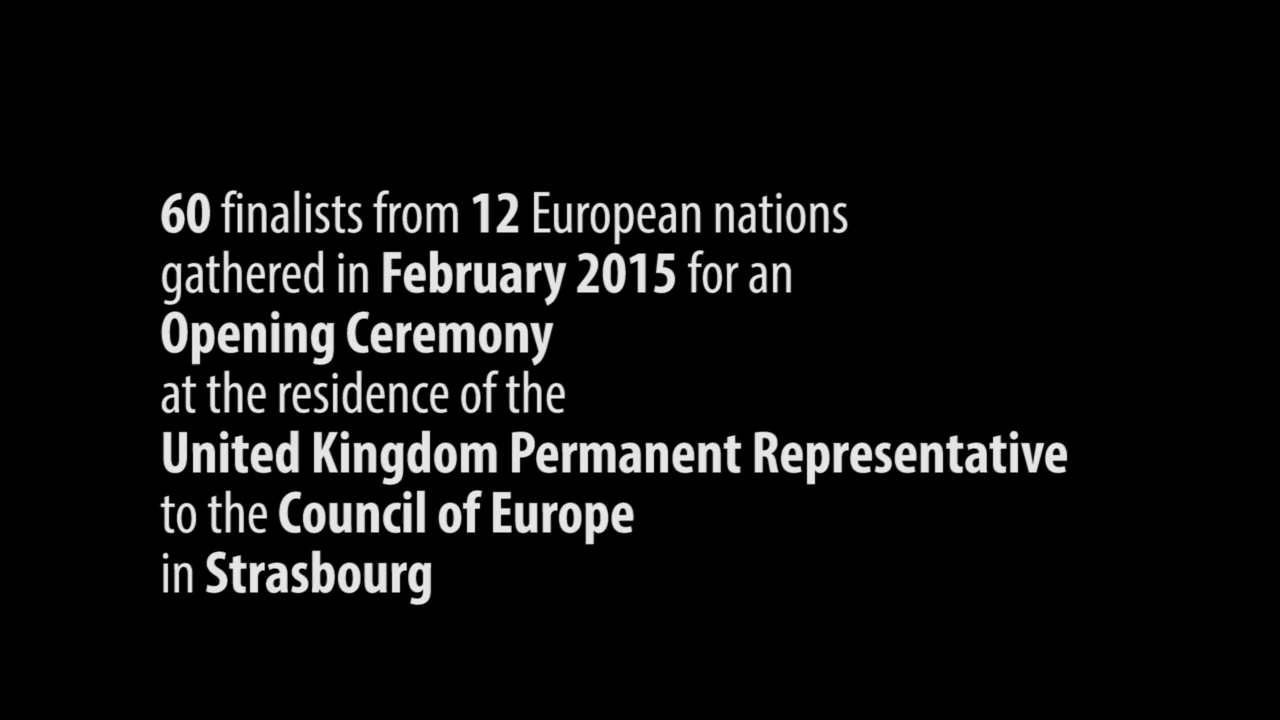 60 finalists from 12 European nations
gathered in February 2015 for an
Opening Ceremony
at the residence of the
United Kingdom Permanent Representative
to the Council of Europe
in Strasbourg